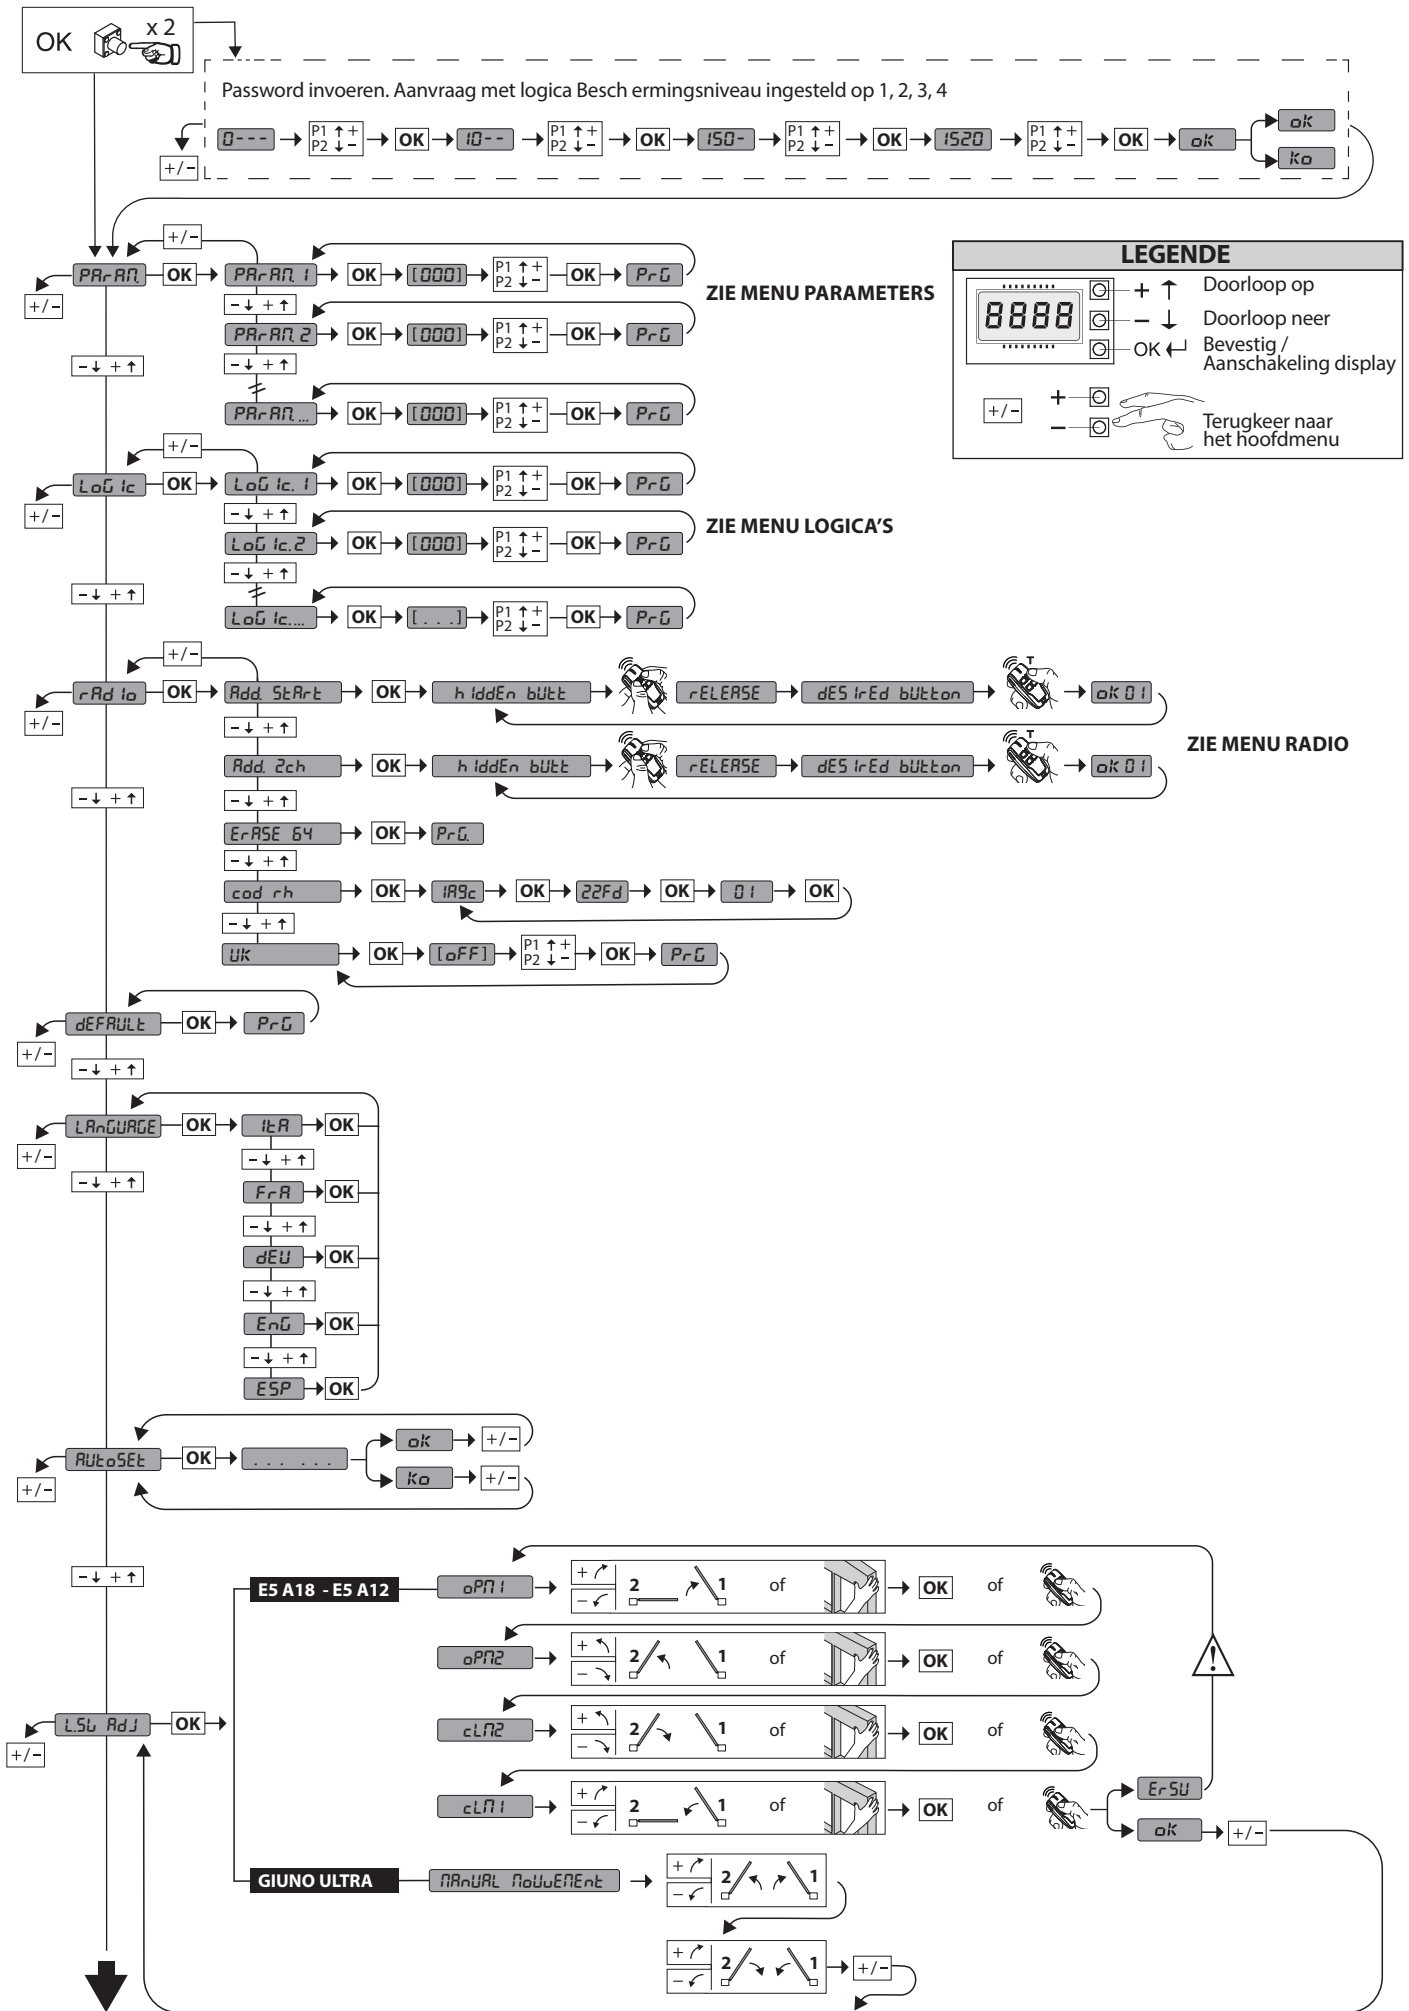 OK x 2
Password invoeren. Aanvraag met logica Besch ermingsniveau ingesteld op 1, 2, 3, 4
0--- P1 ↑ + P2 ↓ – OK 10-- P1 ↑ + P2 ↓ – OK 150- P1 ↑ + P2 ↓ – OK 1520 P1 ↑ + P2 ↓ – OK oK oK
Ko
+/–
+/–
PArAM. OK PArAM. 1 OK [000] P1 ↑ + P2 ↓ – OK PrG
+/–
ZIE MENU PARAMETERS
– ↓ + ↑
PArAM. 2 OK [000] P1 ↑ + P2 ↓ – OK PrG
– ↓ + ↑
– ↓ + ↑
PArAM. ... OK [000] P1 ↑ + P2 ↓ – OK PrG
LEGENDE
8888
+ ↑ Doorloop op
– ↓ Doorloop neer
OK Bevestig /
Aanschakeling display
+/– + –
Terugkeer naar
het hoofdmenu
+/–
LoGIc OK LoGIc. 1 OK [000] P1 ↑ + P2 ↓ – OK PrG
+/–
– ↓ + ↑
ZIE MENU LOGICA’S
LoGIc.2 OK [000] P1 ↑ + P2 ↓ – OK PrG
– ↓ + ↑
– ↓ + ↑
LoGIc.... OK [. . .] P1 ↑ + P2 ↓ – OK PrG
+/–
rAdIo OK Add. StArt OK hIddEn bUtt rELEASE dESIrEd bUtton T oK 01
+/–
– ↓ + ↑
ZIE MENU RADIO
Add. 2ch OK hIddEn bUtt rELEASE dESIrEd bUtton T oK 01
– ↓ + ↑
– ↓ + ↑
ErASE 64 OK PrG.
– ↓ + ↑
cod rh OK 1A9c OK 22Fd OK 01 OK
– ↓ + ↑
UK OK [oFF] P1 ↑ + P2 ↓ – OK PrG
dEFAULt OK PrG
+/–
– ↓ + ↑
LAnGUAGE OK ItA OK
+/–
– ↓ + ↑
– ↓ + ↑
FrA OK
– ↓ + ↑
dEU OK
– ↓ + ↑
EnG OK
– ↓ + ↑
ESP OK
AUtoSEt OK ... ... oK +/–
Ko +/–
+/–
– ↓ + ↑
E5 A18 - E5 A12 oPM1 + – 2 1 of OK of
oPM2 + – 2 1 of OK of
L.SW AdJ OK
+/–
cLM2 + – 2 1 of OK of
cLM1 + – 2 1 of OK of
!
ErSW
oK +/–
GIUNO ULTRA MAnUAL MoUvEMEnt + – 2 1
+ – 2 1 +/–